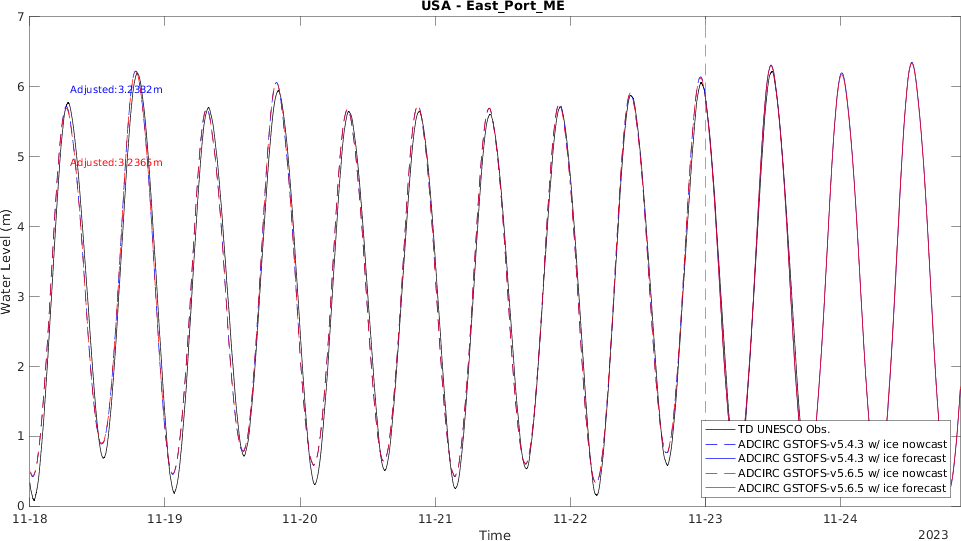 USA - East_Port_ME
7
6
5
4
3
2
1
0
Water Level (m)
Adjusted:3.2382m
Adjusted:3.2365m
TD UNESCO Obs.
ADCIRC GSTOFS-v5.4.3 w/ ice nowcast
ADCIRC GSTOFS-v5.4.3 w/ ice forecast
ADCIRC GSTOFS-v5.6.5 w/ ice nowcast
ADCIRC GSTOFS-v5.6.5 w/ ice forecast
11-18 11-19 11-20 11-21 11-22 11-23 11-24
Time
2023